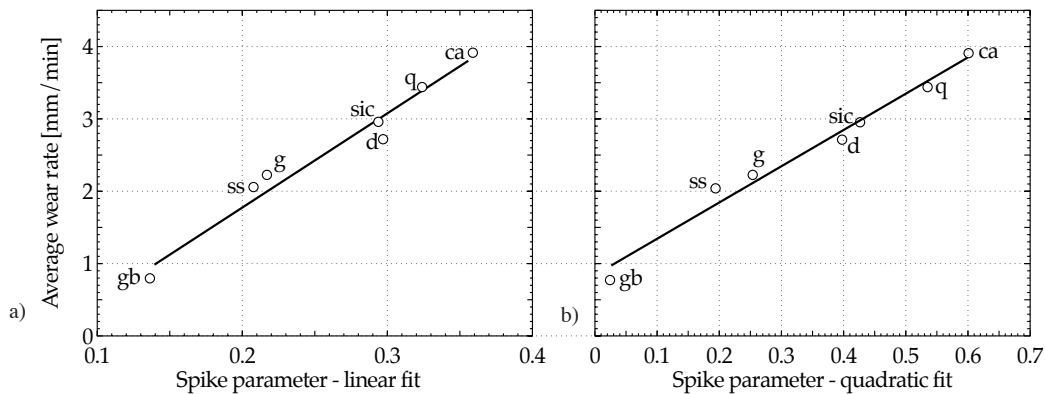 Average wear rate [mm/min]
4
3
2
1
0
ca
q
sic
d
g
ss
gb
a)
0.1 0.2 0.3 0.4
Spike parameter - linear fit
ca
q
sic
d
g
ss
gb
b)
0 0.1 0.2 0.3 0.4 0.5 0.6 0.7
Spike parameter - quadratic fit